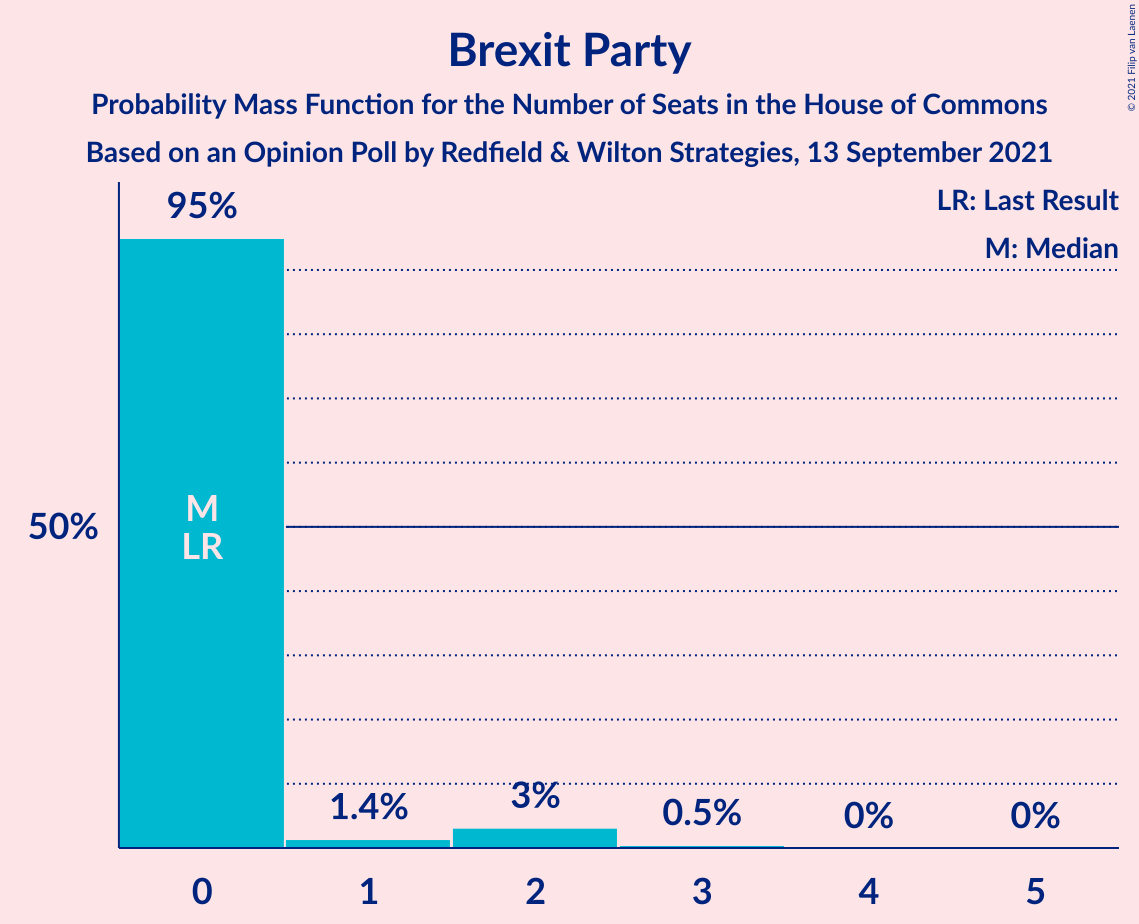 Brexit Party
Probability Mass Function for the Number of Seats in the House of Commons
Based on an Opinion Poll by Redfield & Wilton Strategies, 13 September 2021
© 2021 Filip van Laenen
LR: Last Result
M: Median
95%
M
LR
50%
1.4%
3%
0.5%
0%
0%
0 1 2 3 4 5